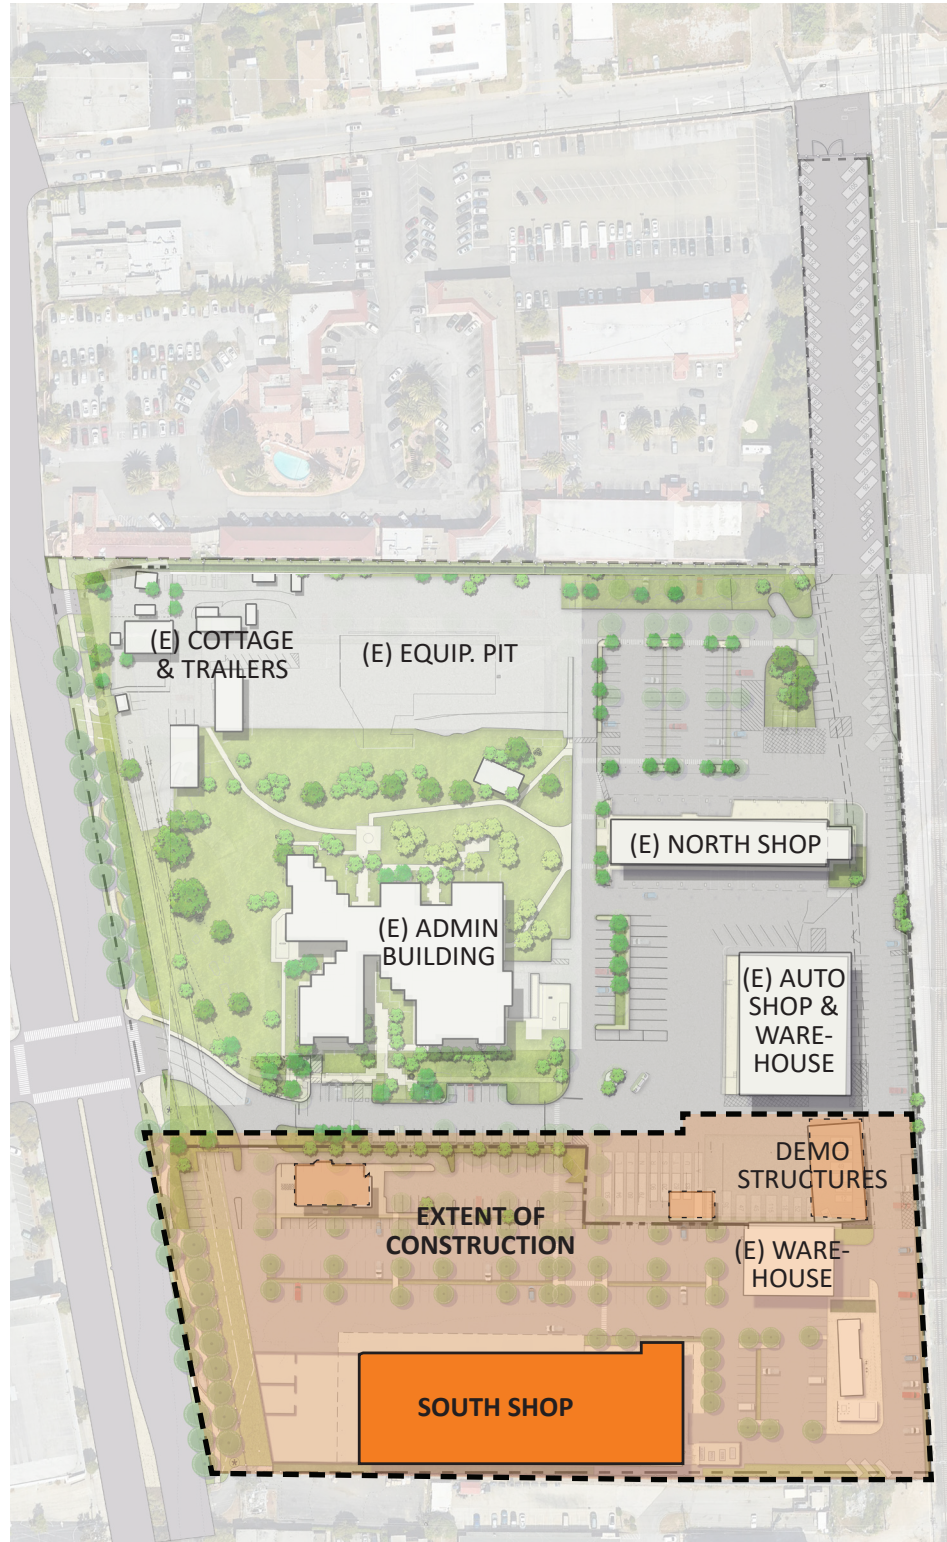 (E) COTTAGE
& TRAILERS
(E) EQUIP. PIT
(E) NORTH SHOP
(E) ADMIN
BUILDING
(E) AUTO
SHOP &
WARE-
HOUSE
DEMO
STRUCTURES
EXTENT OF
CONSTRUCTION
(E) WARE-
HOUSE
SOUTH SHOP